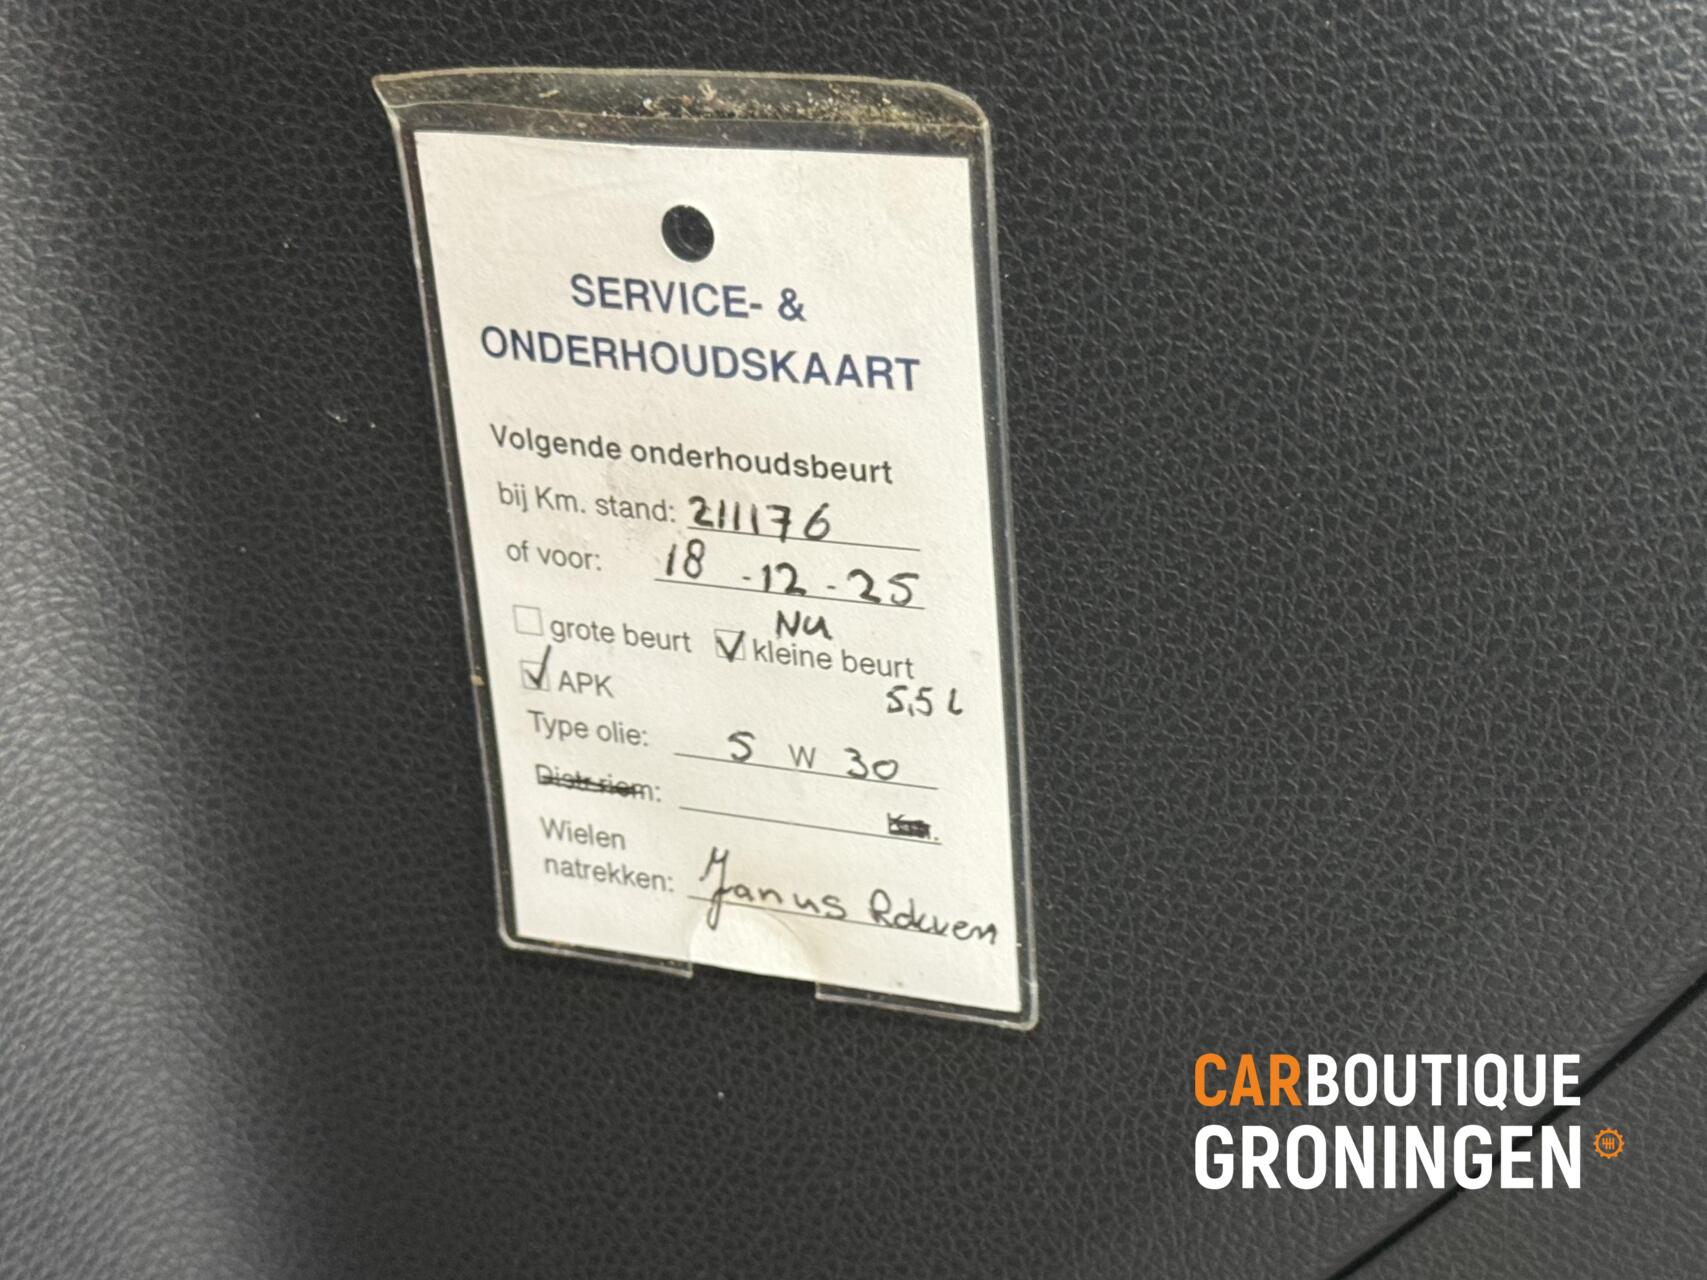 SERVICE- &
ONDERHOUDSKAART
Volgende onderhoudsbeurt
bij Km. stand: 211176
of voor: 18 - 12 - 25
Nu
grote beurt kleine beurt
APK 5,5 L
Type olie: 5 W 30
Distr riem:
Wielen
natrekken: Janus
CARBOUTIQUE
GRONINGEN